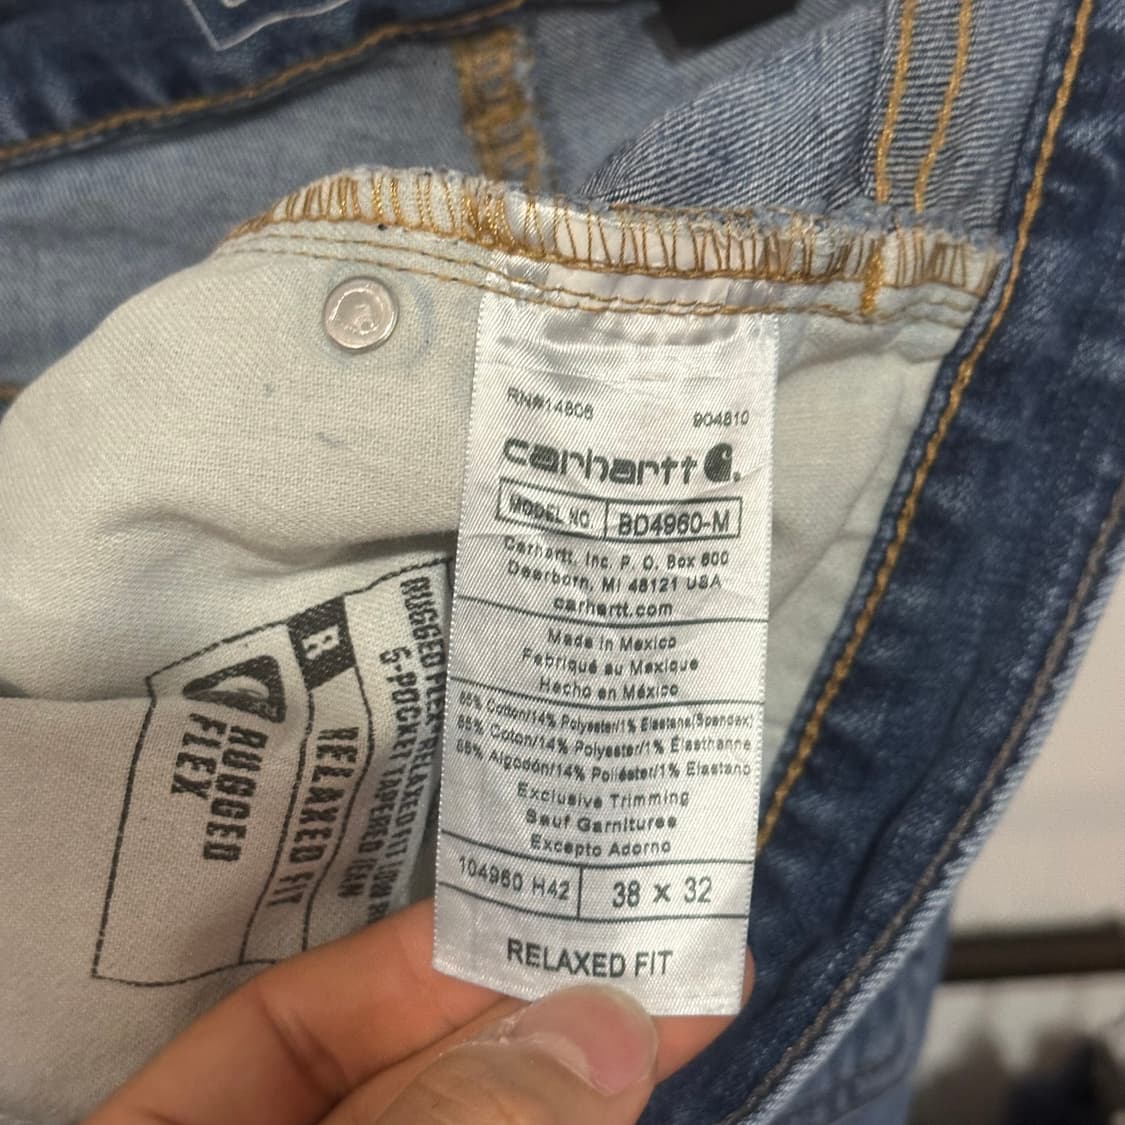 RN#14806 904810
carhartt
MODEL NO. BD4960-M
Carhartt, Inc. P. O. Box 600
Dearborn, MI 48121 USA
carhartt.com
Made in Mexico
Fabriqué au Mexique
Hecho en México
85% Cotton/14% Polyester/1% Elastane(Spandex)
85% Coton/14% Polyester/1% Élasthanne
85% Algodón/14% Poliéster/1% Elastano
Exclusive Trimming
Sauf Garnitures
Excepto Adorno
104960 H42 38 x 32
RELAXED FIT
RUGGED
FLEX
RELAXED FIT
RUGGED FLEX RELAXED FIT LOW
5-POCKET TAPERED JEAN